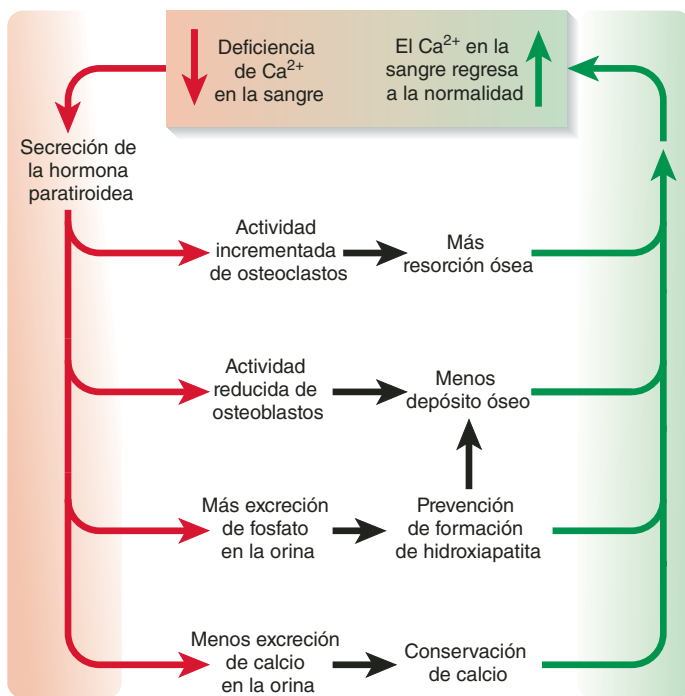 Deficiencia
de Ca²⁺
en la sangre
El Ca²⁺ en la
sangre regresa
a la normalidad
Secreción de
la hormona
paratiroidea
Actividad
incrementada
de osteoclastos
Más
resorción ósea
Actividad
reducida de
osteoblastos
Menos
depósito óseo
Más excreción
de fosfato
en la orina
Prevención
de formación
de hidroxiapatita
Menos excreción
de calcio
en la orina
Conservación
de calcio